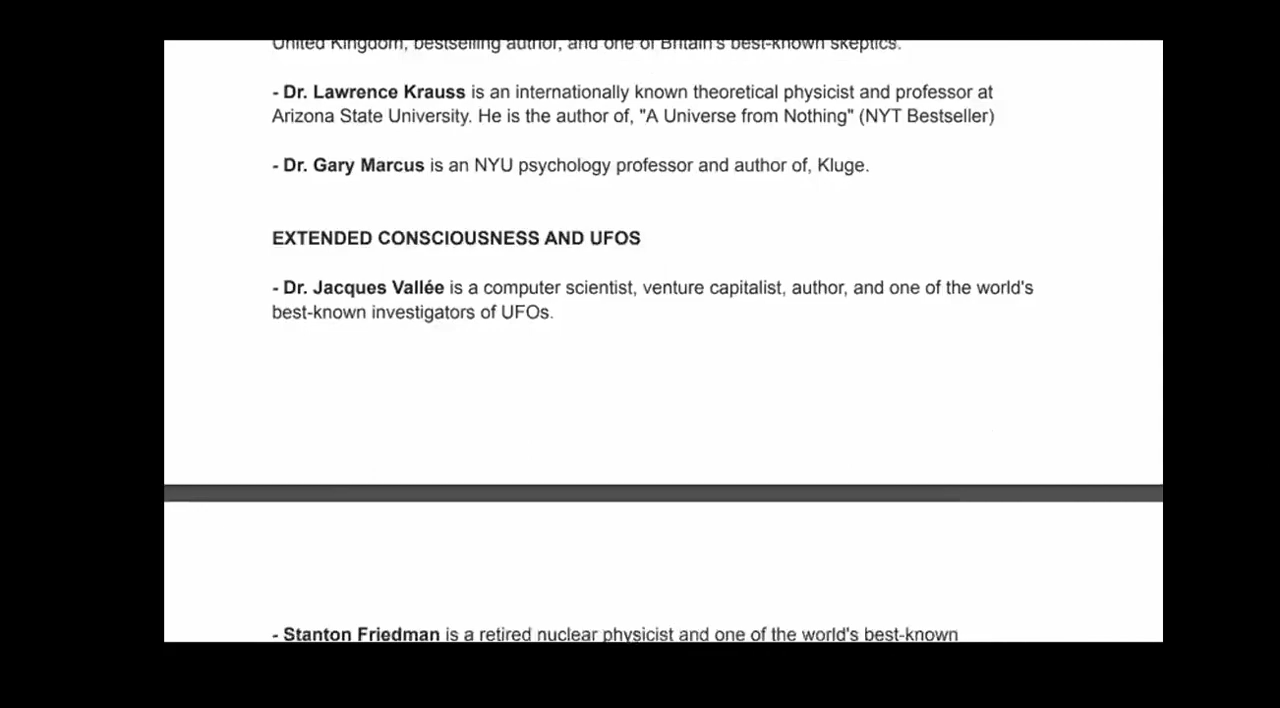 United Kingdom, bestselling author, and one of Britain's best-known skeptics.
- Dr. Lawrence Krauss is an internationally known theoretical physicist and professor at
Arizona State University. He is the author of, "A Universe from Nothing" (NYT Bestseller)
- Dr. Gary Marcus is an NYU psychology professor and author of, Kluge.
EXTENDED CONSCIOUSNESS AND UFOS
- Dr. Jacques Vallée is a computer scientist, venture capitalist, author, and one of the world's
best-known investigators of UFOs.
- Stanton Friedman is a retired nuclear physicist and one of the world's best-known